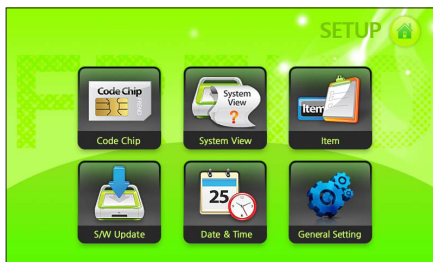 SETUP
Code Chip
System
View
?
Item
Code Chip
System View
Item
25
S/W Update
Date & Time
General Setting